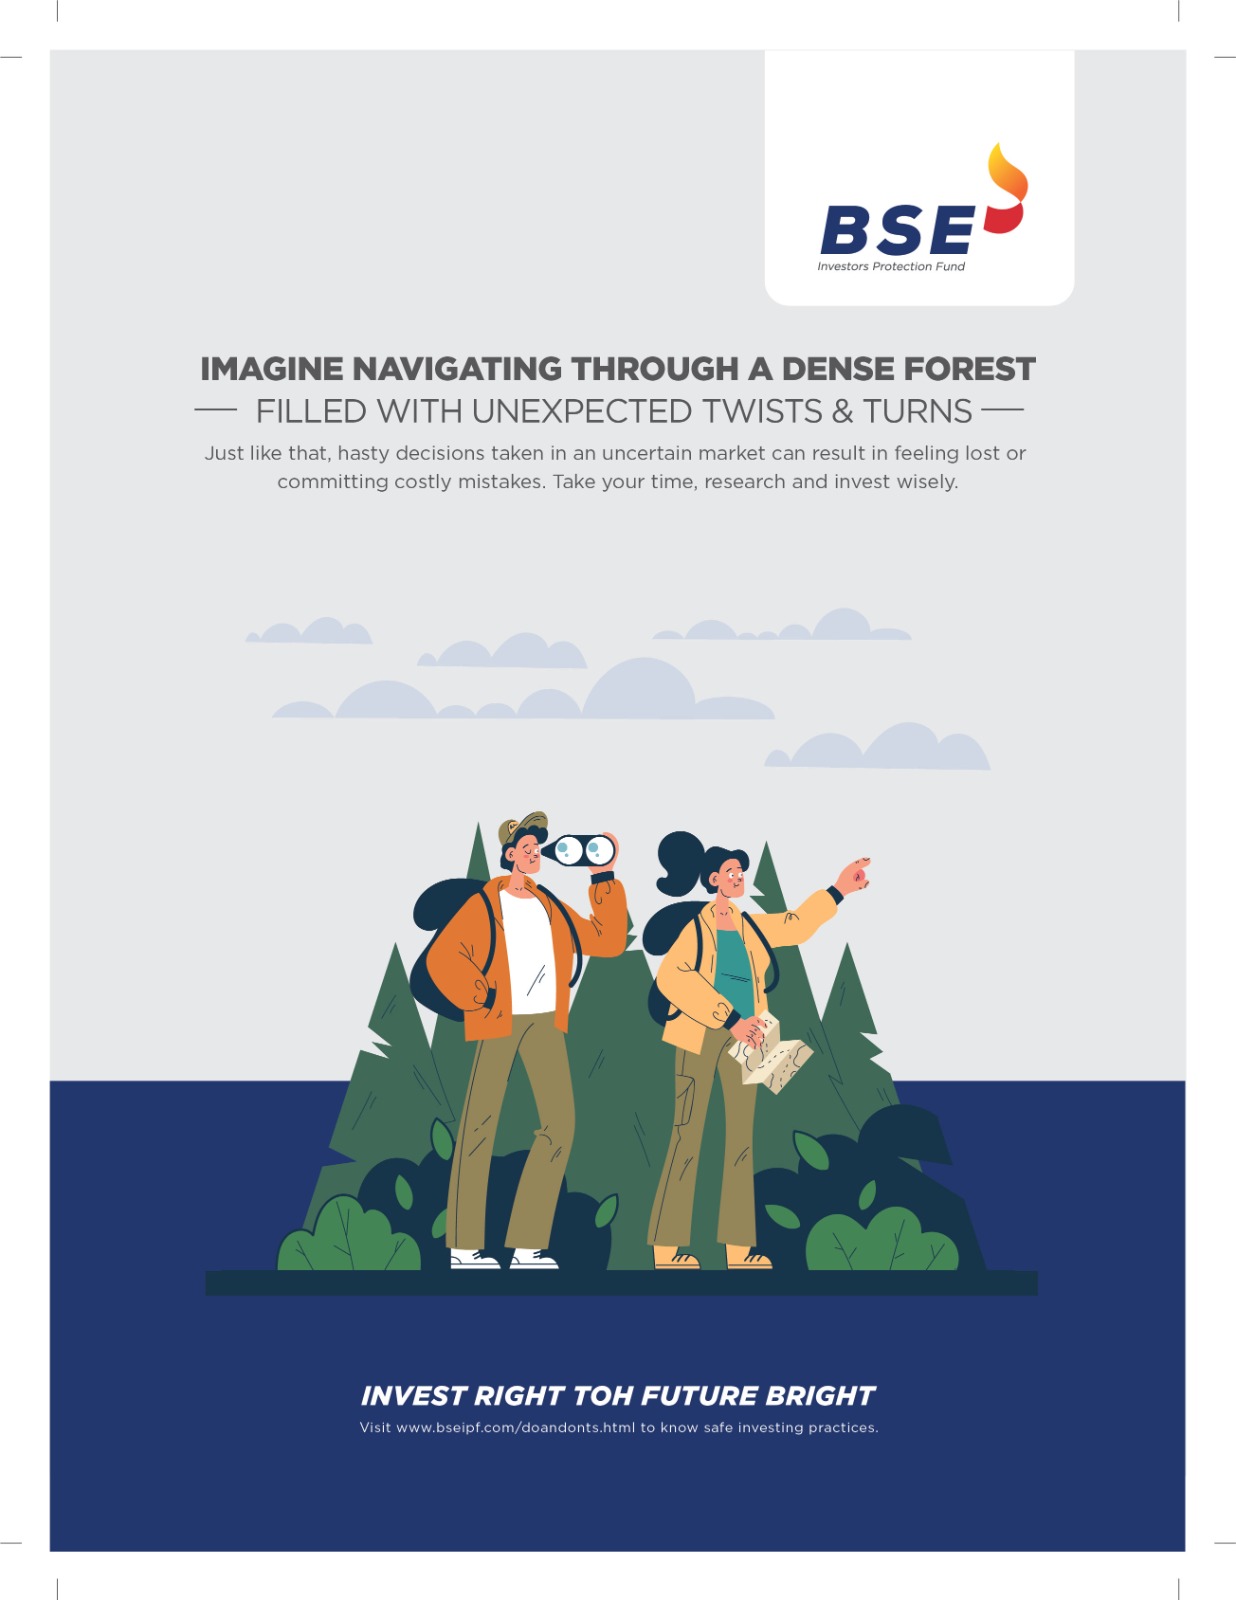 BSE
Investors Protection Fund
IMAGINE NAVIGATING THROUGH A DENSE FOREST
FILLED WITH UNEXPECTED TWISTS & TURNS
Just like that, hasty decisions taken in an uncertain market can result in feeling lost or
committing costly mistakes. Take your time, research and invest wisely.
INVEST RIGHT TOH FUTURE BRIGHT
Visit www.bseipf.com/doandonts.html to know safe investing practices.